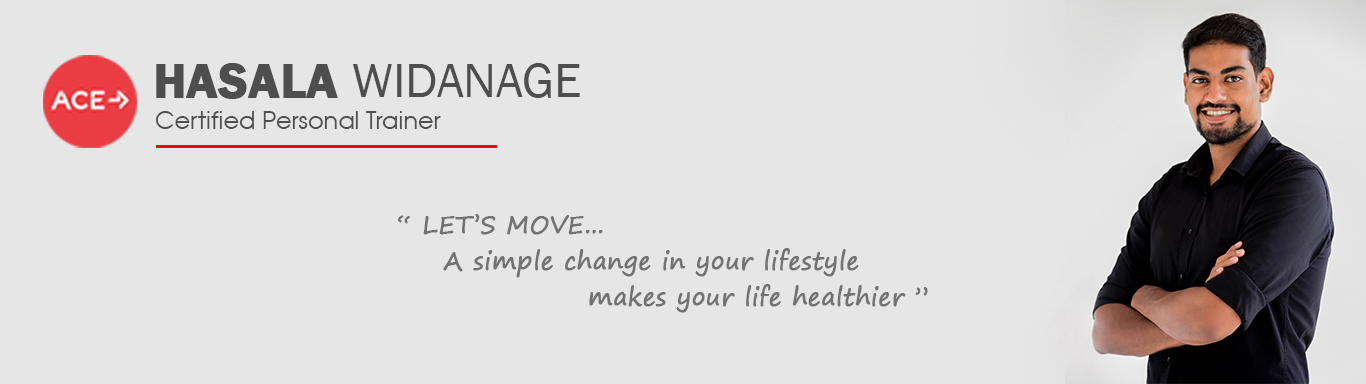 ACE
HASALA WIDANAGE
Certified Personal Trainer
“ LET’S MOVE...
A simple change in your lifestyle
makes your life healthier ”